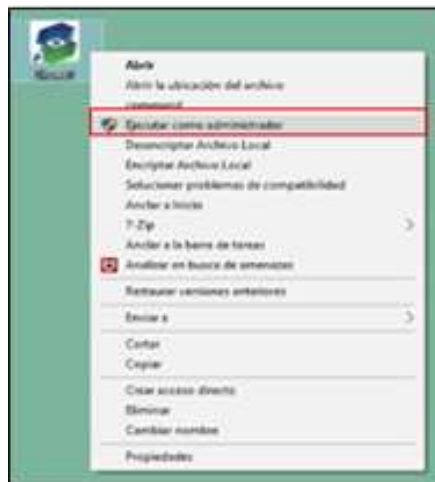 Abrir
Abrir la ubicación del archivo
command
Ejecutar como administrador
Desencriptar Archivo Local
Encriptar Archivo Local
Solucionar problemas de compatibilidad
Anclar a Inicio
7-Zip
Anclar a la barra de tareas
Analizar en busca de amenazas
Restaurar versiones anteriores
Enviar a
Cortar
Copiar
Crear acceso directo
Eliminar
Cambiar nombre
Propiedades